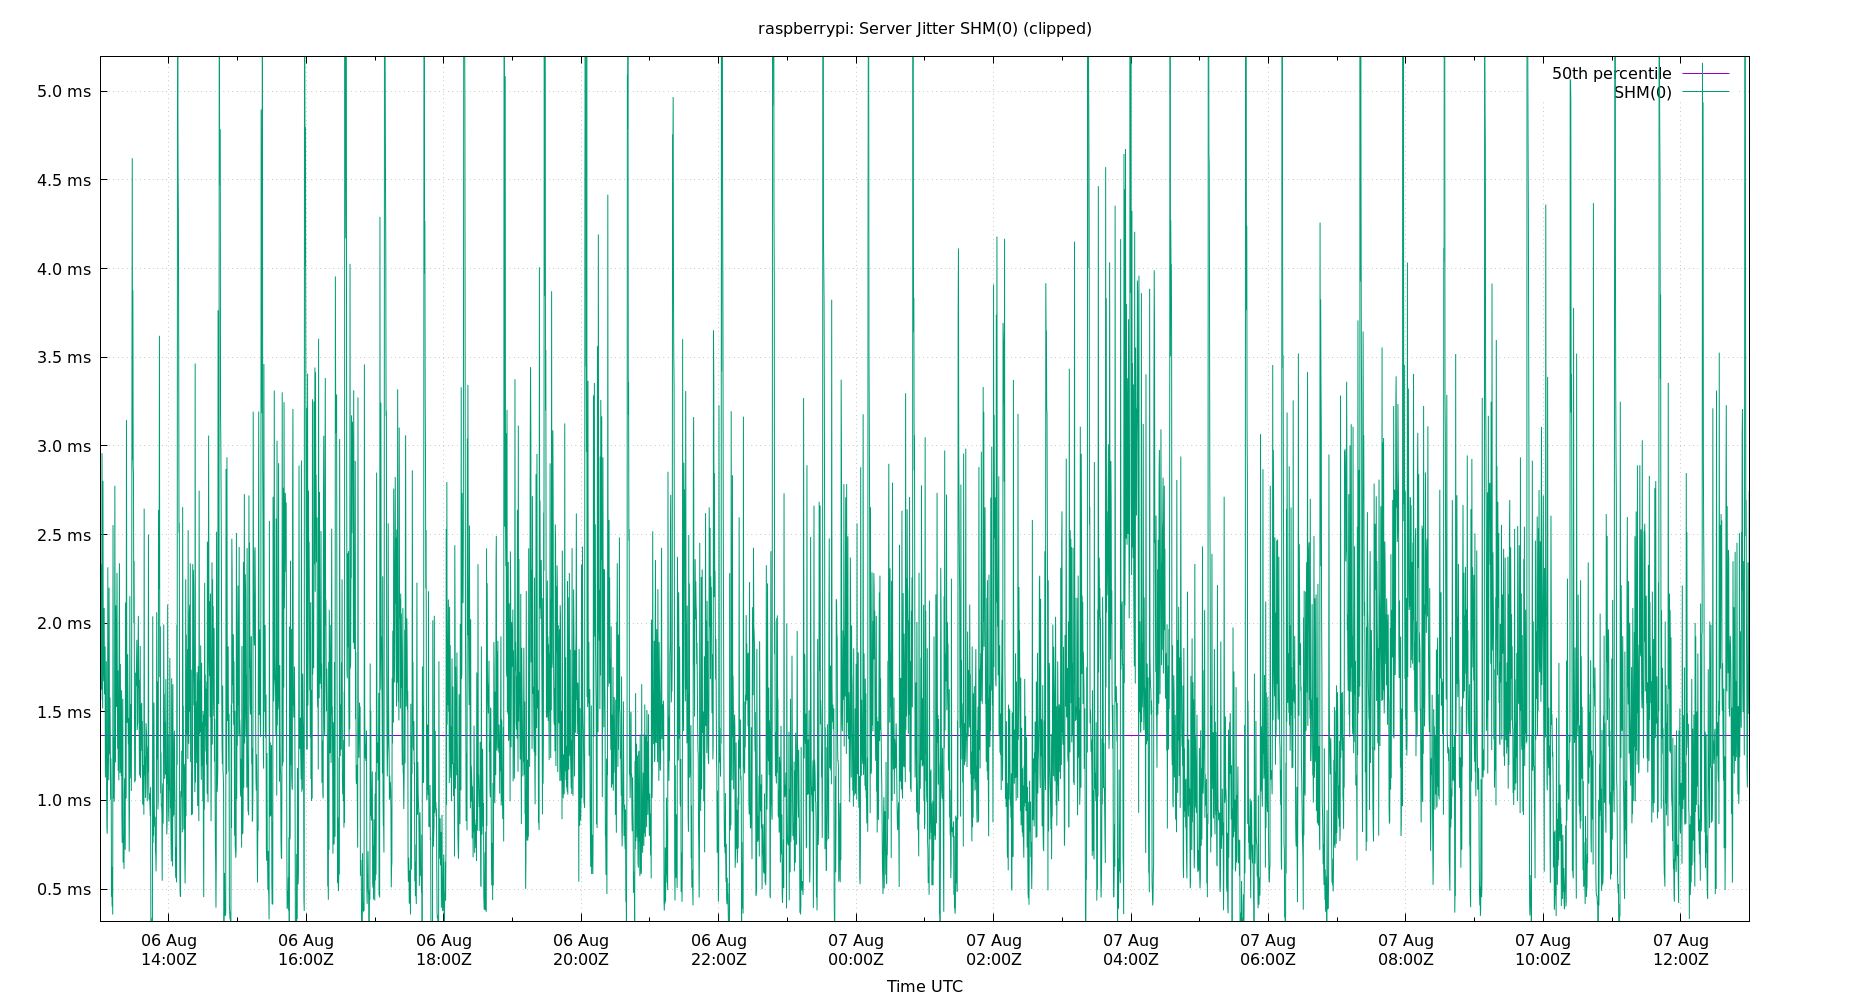 raspberrypi: Server Jitter SHM(0) (clipped)
50th percentile
SHM(0)
5.0 ms
4.5 ms
4.0 ms
3.5 ms
3.0 ms
2.5 ms
2.0 ms
1.5 ms
1.0 ms
0.5 ms
06 Aug 06 Aug 06 Aug 06 Aug 06 Aug 07 Aug 07 Aug 07 Aug 07 Aug 07 Aug 07 Aug 07 Aug
14:00Z 16:00Z 18:00Z 20:00Z 22:00Z 00:00Z 02:00Z 04:00Z 06:00Z 08:00Z 10:00Z 12:00Z
Time UTC